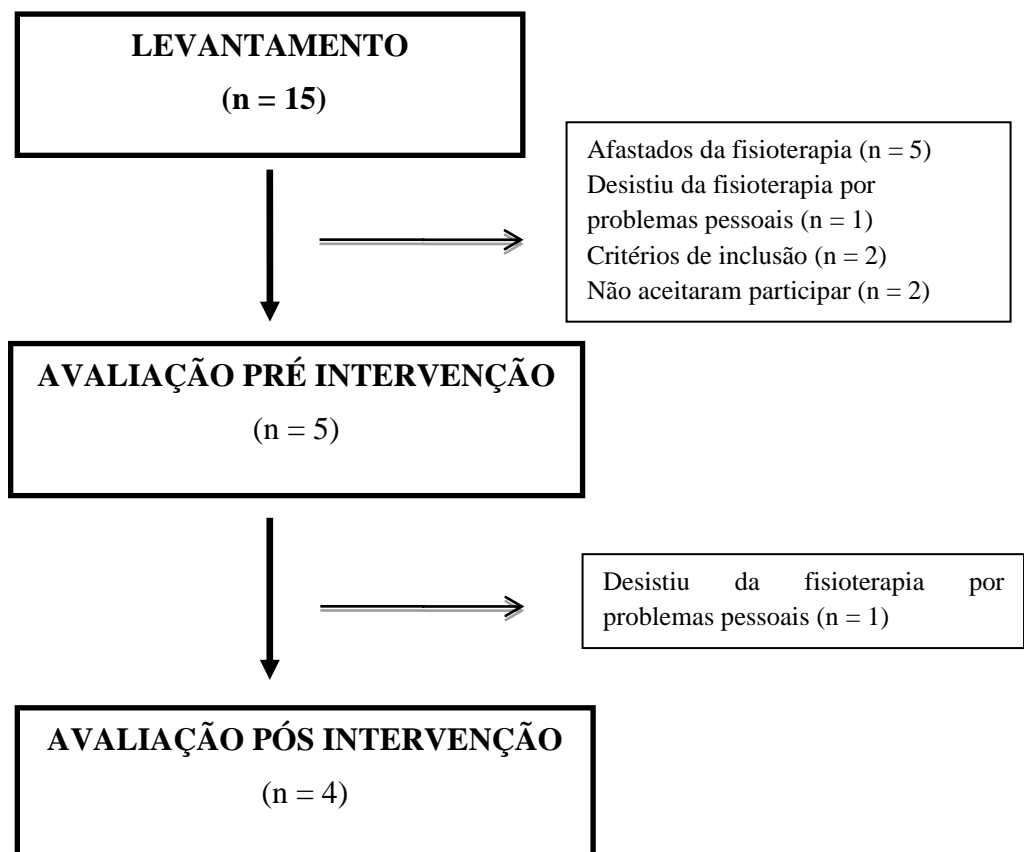 LEVANTAMENTO
(n = 15)
Afastados da fisioterapia (n = 5)
Desistiu da fisioterapia por
problemas pessoais (n = 1)
Critérios de inclusão (n = 2)
Não aceitaram participar (n = 2)
AVALIAÇÃO PRÉ INTERVENÇÃO
(n = 5)
Desistiu da fisioterapia por
problemas pessoais (n = 1)
AVALIAÇÃO PÓS INTERVENÇÃO
(n = 4)